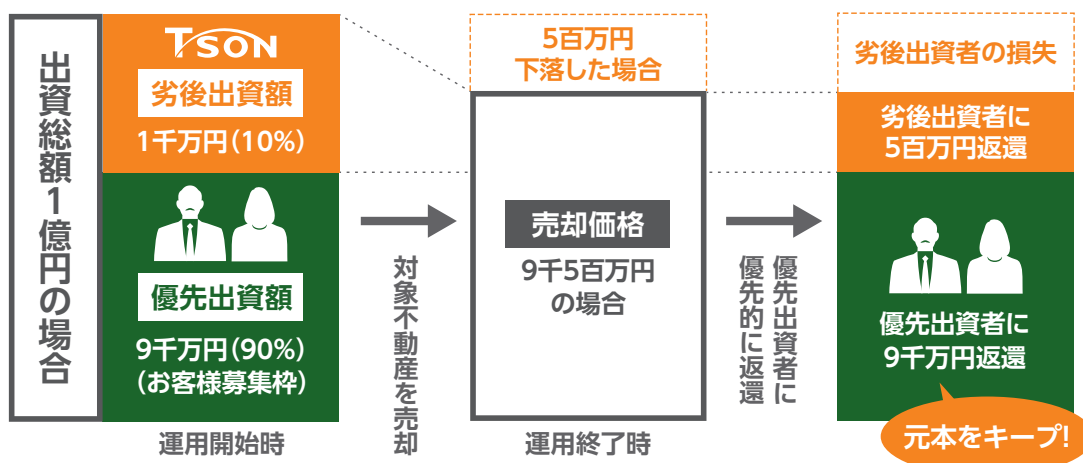 出資総額1億円の場合
TSON
劣後出資額
1千万円(10%)
優先出資額
9千万円(90%)
(お客様募集枠)
運用開始時
対象不動産を売却
5百万円
下落した場合
売却価格
9千5百万円
の場合
運用終了時
優先出資者に
優先的に返還
劣後出資者の損失
劣後出資者に
5百万円返還
優先出資者に
9千万円返還
元本をキープ!